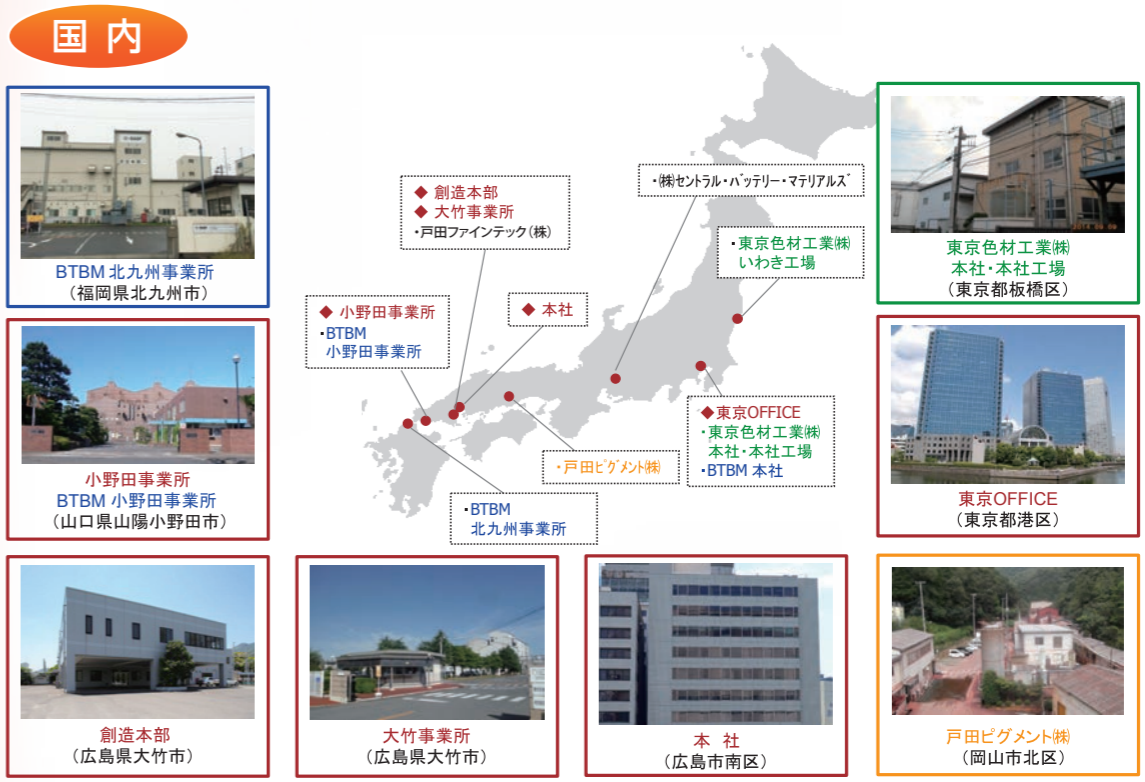 国内
BTBM 北九州事業所
(福岡県北九州市)
小野田事業所
BTBM 小野田事業所
(山口県山陽小野田市)
◆ 創造本部
◆ 大竹事業所
・戸田ファインテック(株)
◆ 小野田事業所
・BTBM
小野田事業所
◆ 本社
・㈱セントラル・バッテリー・マテリアルズ
・東京色材工業㈱
いわき工場
◆東京OFFICE
・東京色材工業㈱
本社・本社工場
・BTBM 本社
・戸田ピグメント㈱
・BTBM
北九州事業所
東京色材工業㈱
本社・本社工場
(東京都板橋区)
東京OFFICE
(東京都港区)
創造本部
(広島県大竹市)
大竹事業所
(広島県大竹市)
本 社
(広島市南区)
戸田ピグメント㈱
(岡山市北区)